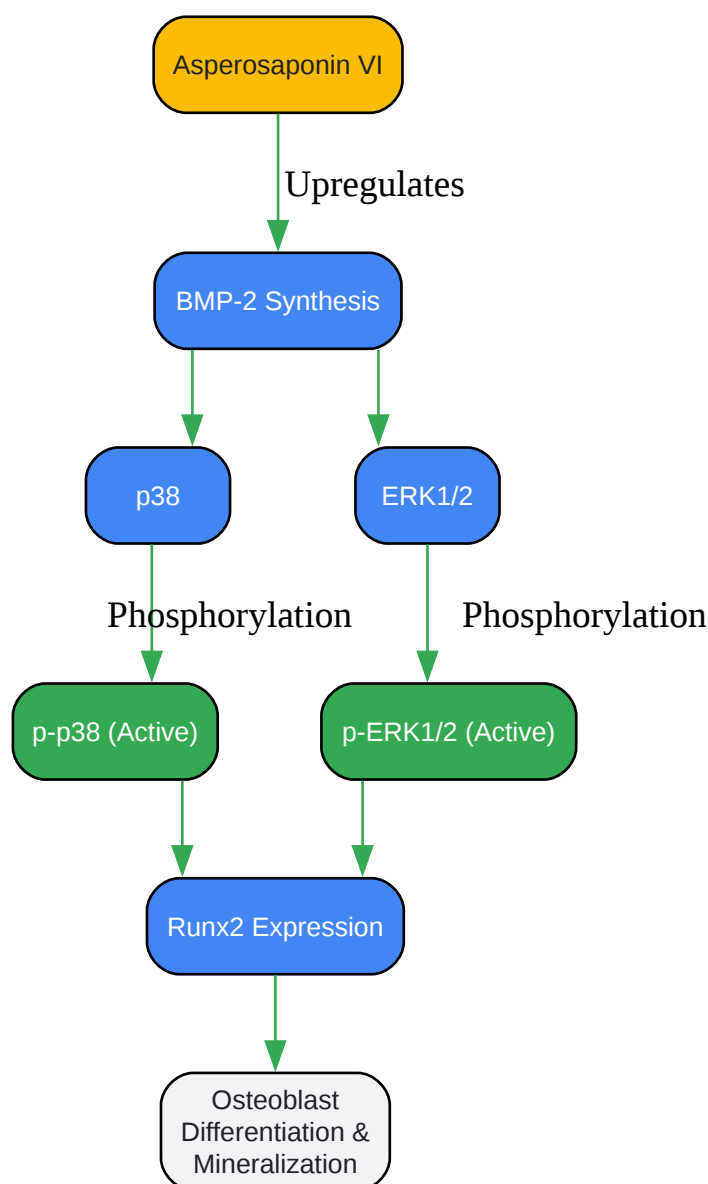 Asperosaponin VI
Upregulates
BMP-2 Synthesis
p38
ERK1/2
Phosphorylation
Phosphorylation
p-p38 (Active)
p-ERK1/2 (Active)
Runx2 Expression
Osteoblast
Differentiation &
Mineralization